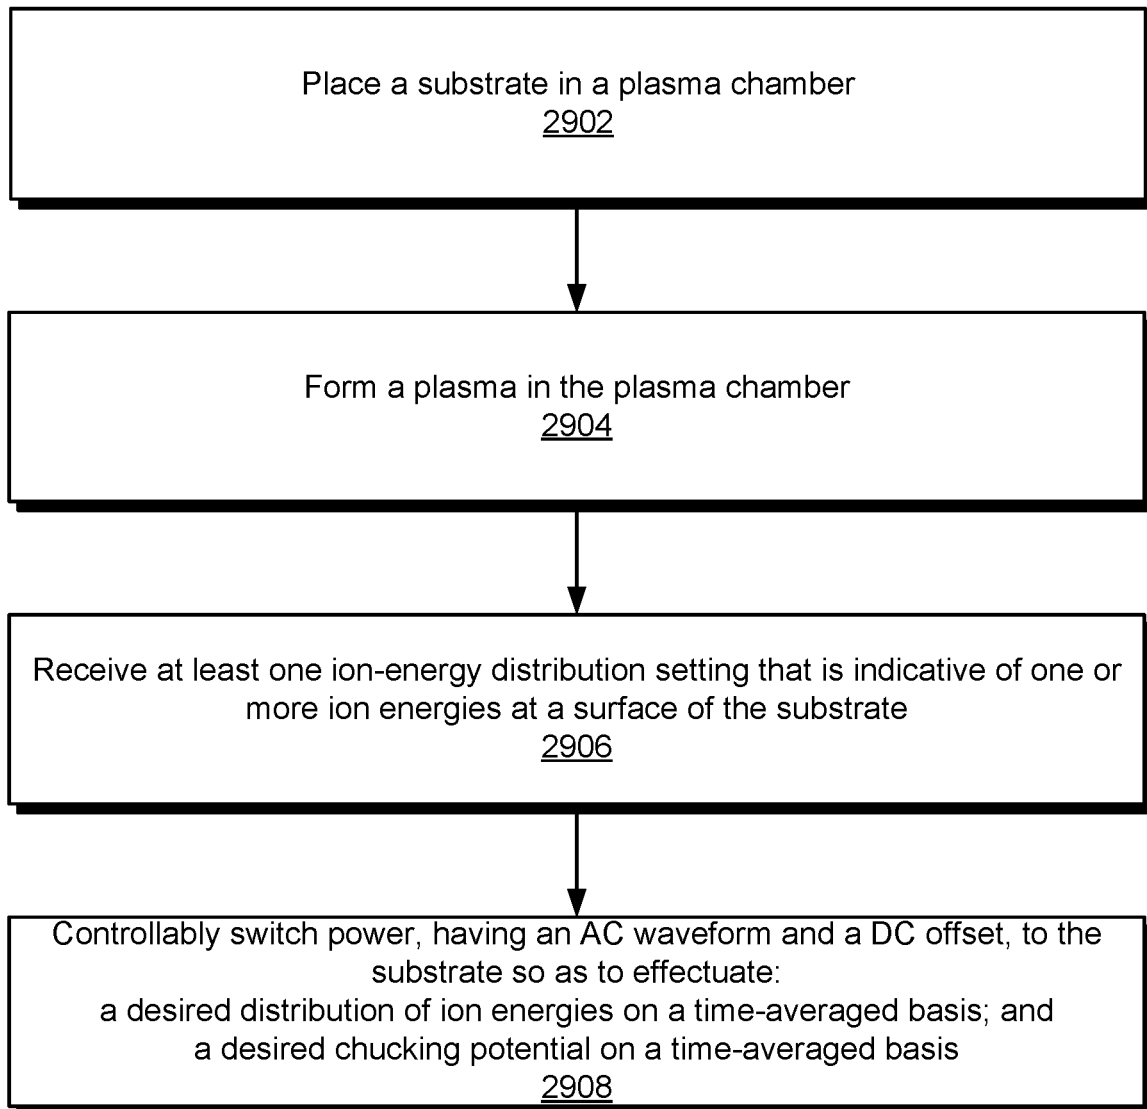 Place a substrate in a plasma chamber
2902
Form a plasma in the plasma chamber
2904
Receive at least one ion-energy distribution setting that is indicative of one or
more ion energies at a surface of the substrate
2906
Controllably switch power, having an AC waveform and a DC offset, to the
substrate so as to effectuate:
a desired distribution of ion energies on a time-averaged basis; and
a desired chucking potential on a time-averaged basis
2908